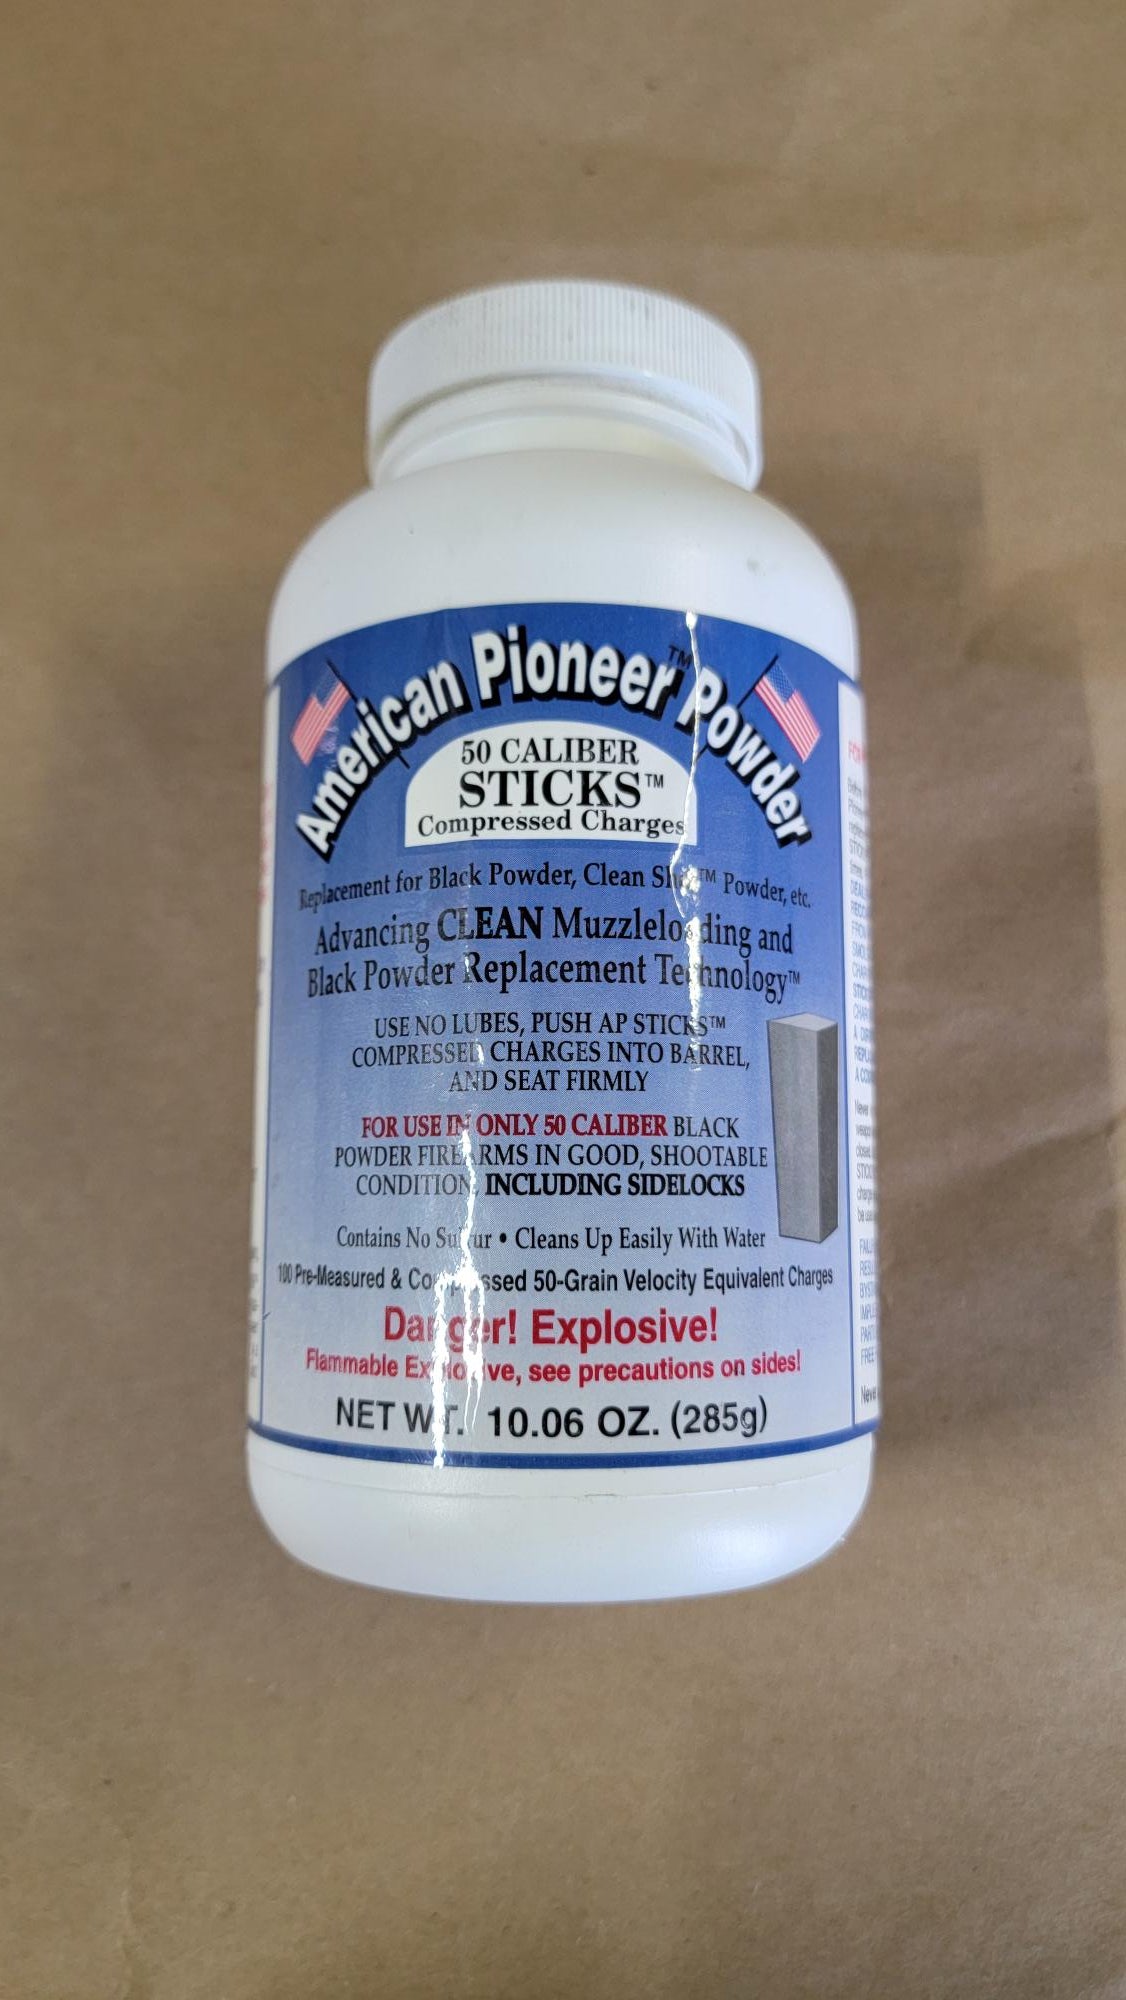 American Pioneer™ Powder
50 CALIBER
STICKS™
Compressed Charges
Replacement for Black Powder, Clean ™ Powder, etc.
Advancing CLEAN Muzzleloading and
Black Powder Replacement Technology™
USE NO LUBES, PUSH AP STICKS™
COMPRESSED CHARGES INTO BARREL,
AND SEAT FIRMLY
FOR USE IN ONLY 50 CALIBER BLACK
POWDER FIREARMS IN GOOD, SHOOTABLE
CONDITION, INCLUDING SIDELOCKS
Contains No Sulfur • Cleans Up Easily With Water
100 Pre-Measured & Compressed 50-Grain Velocity Equivalent Charges
Danger! Explosive!
Flammable Explosive, see precautions on sides!
NET WT. 10.06 OZ. (285g)